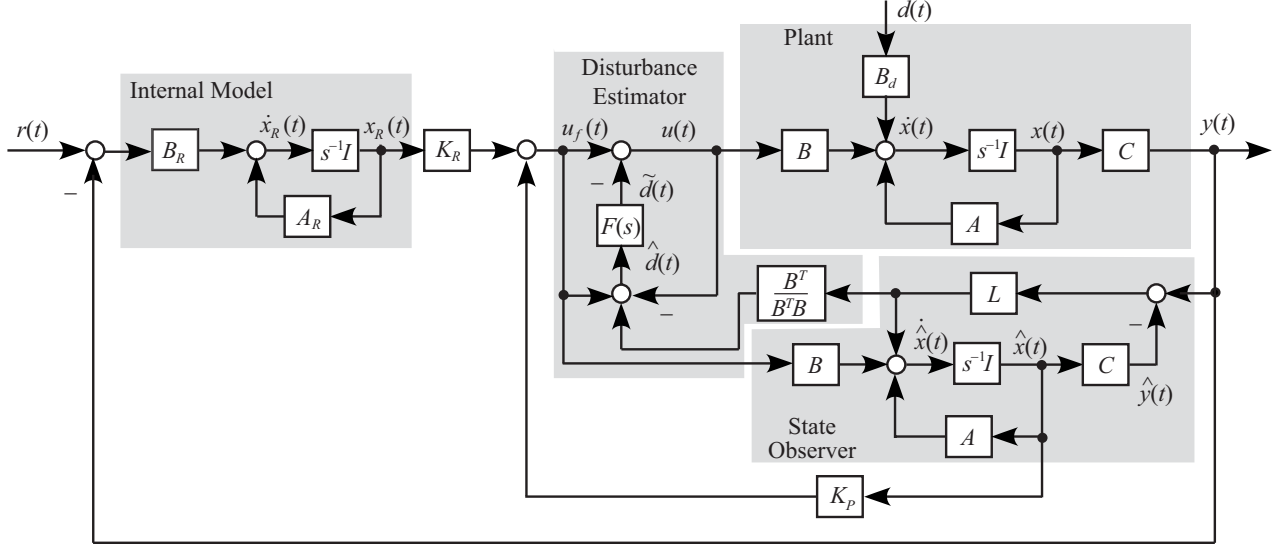 d(t)
Plant
Disturbance
Estimator
Internal Model
B_d
r(t)
ẋ_R(t)
x_R(t)
u_f(t)
u(t)
ẋ(t)
x(t)
y(t)
B_R
s⁻¹I
K_R
B
s⁻¹I
C
−
A_R
−
d̃(t)
F(s)
A
d̂(t)
−
B^T
B^TB
L
−
x̂̇(t)
x̂(t)
B
s⁻¹I
C
ŷ(t)
State
Observer
A
K_P